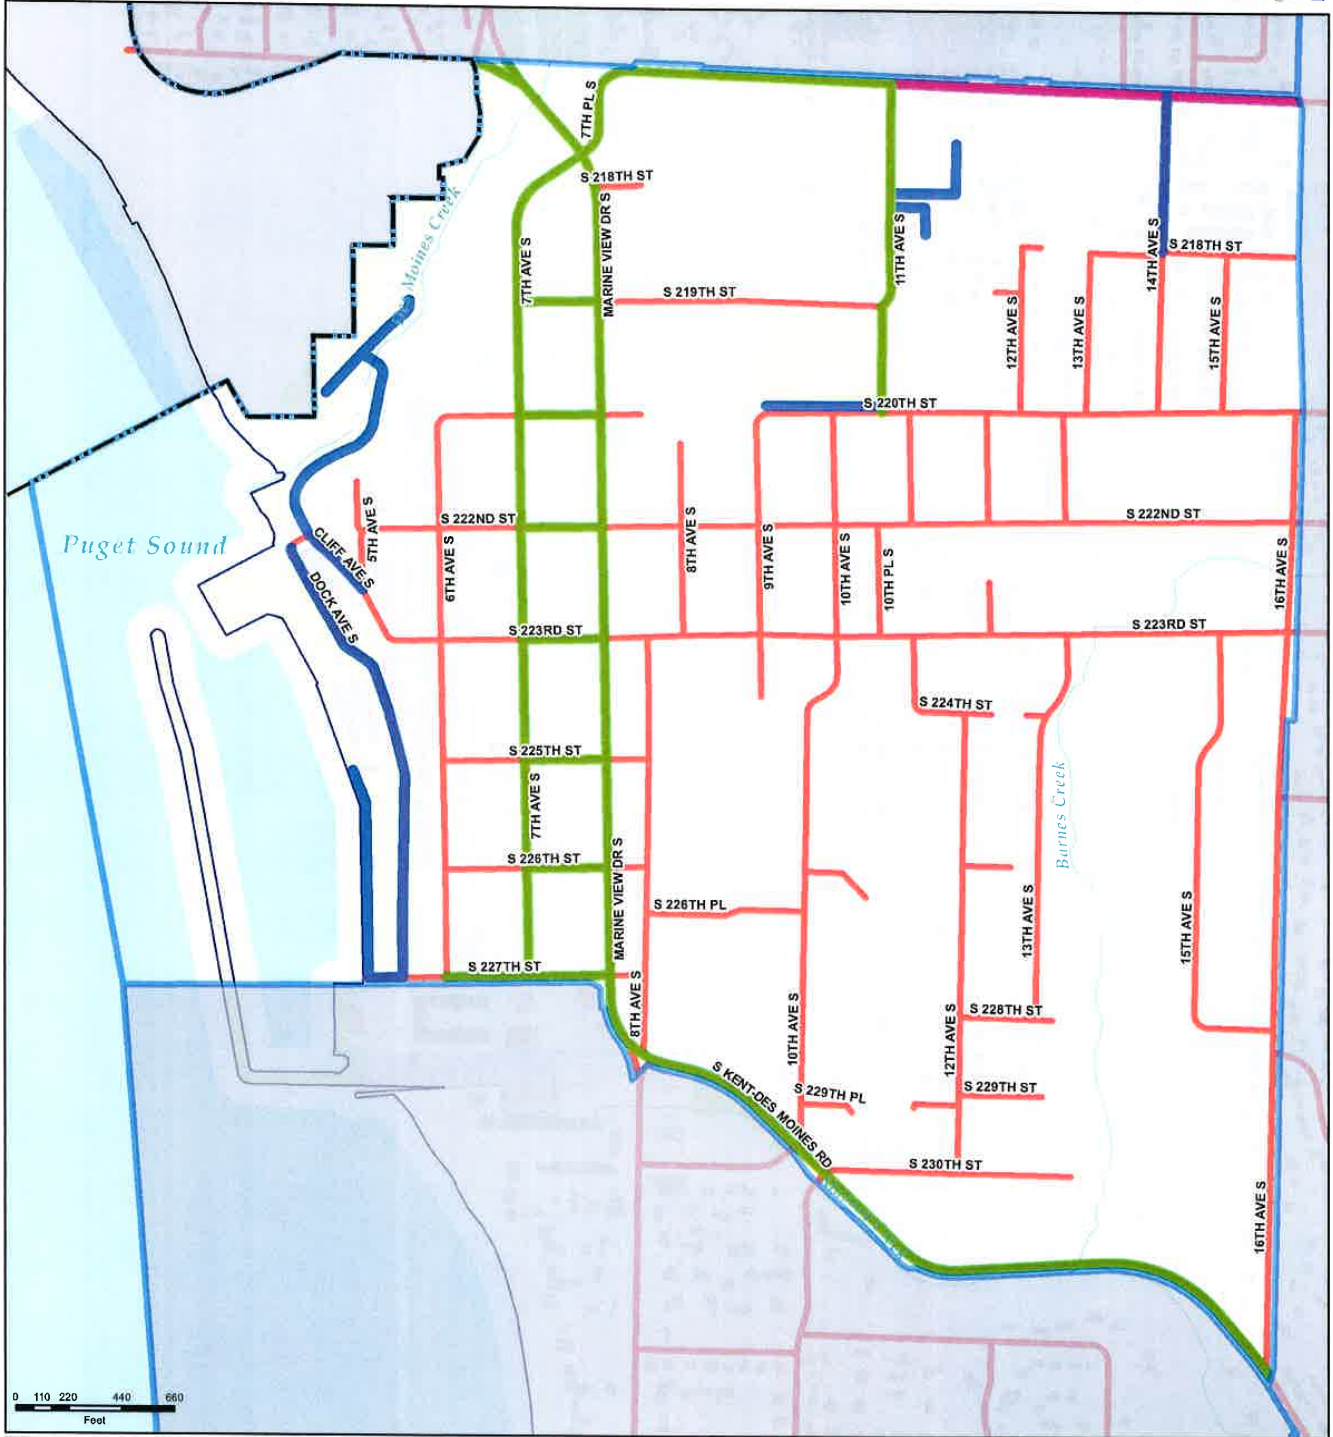 7TH PL S
S 218TH ST
MARINE VIEW DR S
7TH AVE S
Des Moines Creek
11TH AVE S
14TH AVE S
S 218TH ST
S 219TH ST
12TH AVE S
13TH AVE S
15TH AVE S
S 220TH ST
S 222ND ST
S 222ND ST
5TH AVE S
CLIFF AVE S
DOCK AVE S
Puget Sound
6TH AVE S
8TH AVE S
9TH AVE S
10TH AVE S
10TH PL S
16TH AVE S
S 223RD ST
S 223RD ST
S 224TH ST
S 225TH ST
7TH AVE S
Barnes Creek
S 226TH ST
MARINE VIEW DR S
S 226TH PL
13TH AVE S
15TH AVE S
S 227TH ST
8TH AVE S
10TH AVE S
12TH AVE S
S 228TH ST
S KENT-DES MOINES RD
S 229TH PL
S 229TH ST
S 230TH ST
16TH AVE S
0 110 220 440 660
Feet